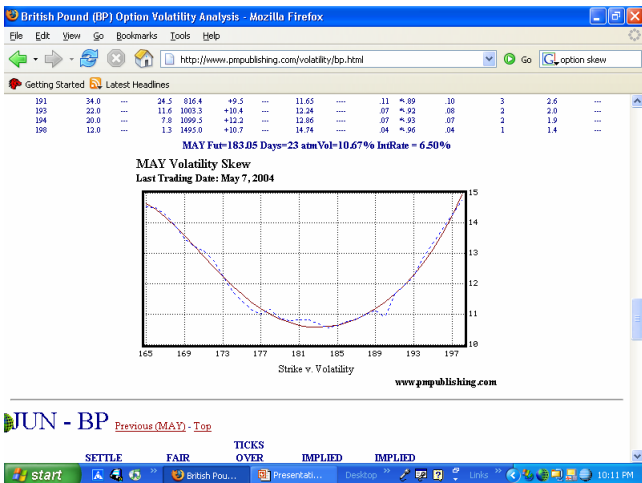 British Pound (BP) Option Volatility Analysis - Mozilla Firefox
File Edit View Go Bookmarks Tools Help
http://www.pmpublishing.com/volatility/bp.html Go option skew
Getting Started Latest Headlines
191 34.0 --- 24.5 816.4 +9.5 --- 11.65 ---- .11 .89 .10 3 2.6 ---
193 22.0 --- 11.6 1003.3 +10.4 --- 12.24 ---- .07 .92 .08 2 2.0 ---
194 20.0 --- 7.8 1099.5 +12.2 --- 12.86 ---- .07 .93 .07 2 1.9 ---
198 12.0 --- 1.3 1495.0 +10.7 --- 14.74 ---- .04 .96 .04 1 1.4 ---
MAY Fut=183.05 Days=23 atmVol=10.67% IntRate = 6.50%
MAY Volatility Skew
Last Trading Date: May 7, 2004
15
14
13
12
11
10
165 169 173 177 181 185 189 193 197
Strike v. Volatility
www.pmpublishing.com
JUN - BP Previous (MAY) - Top
TICKS
SETTLE FAIR OVER IMPLIED IMPLIED
start British Pou... Presentati... Desktop » Links » 10:11 PM